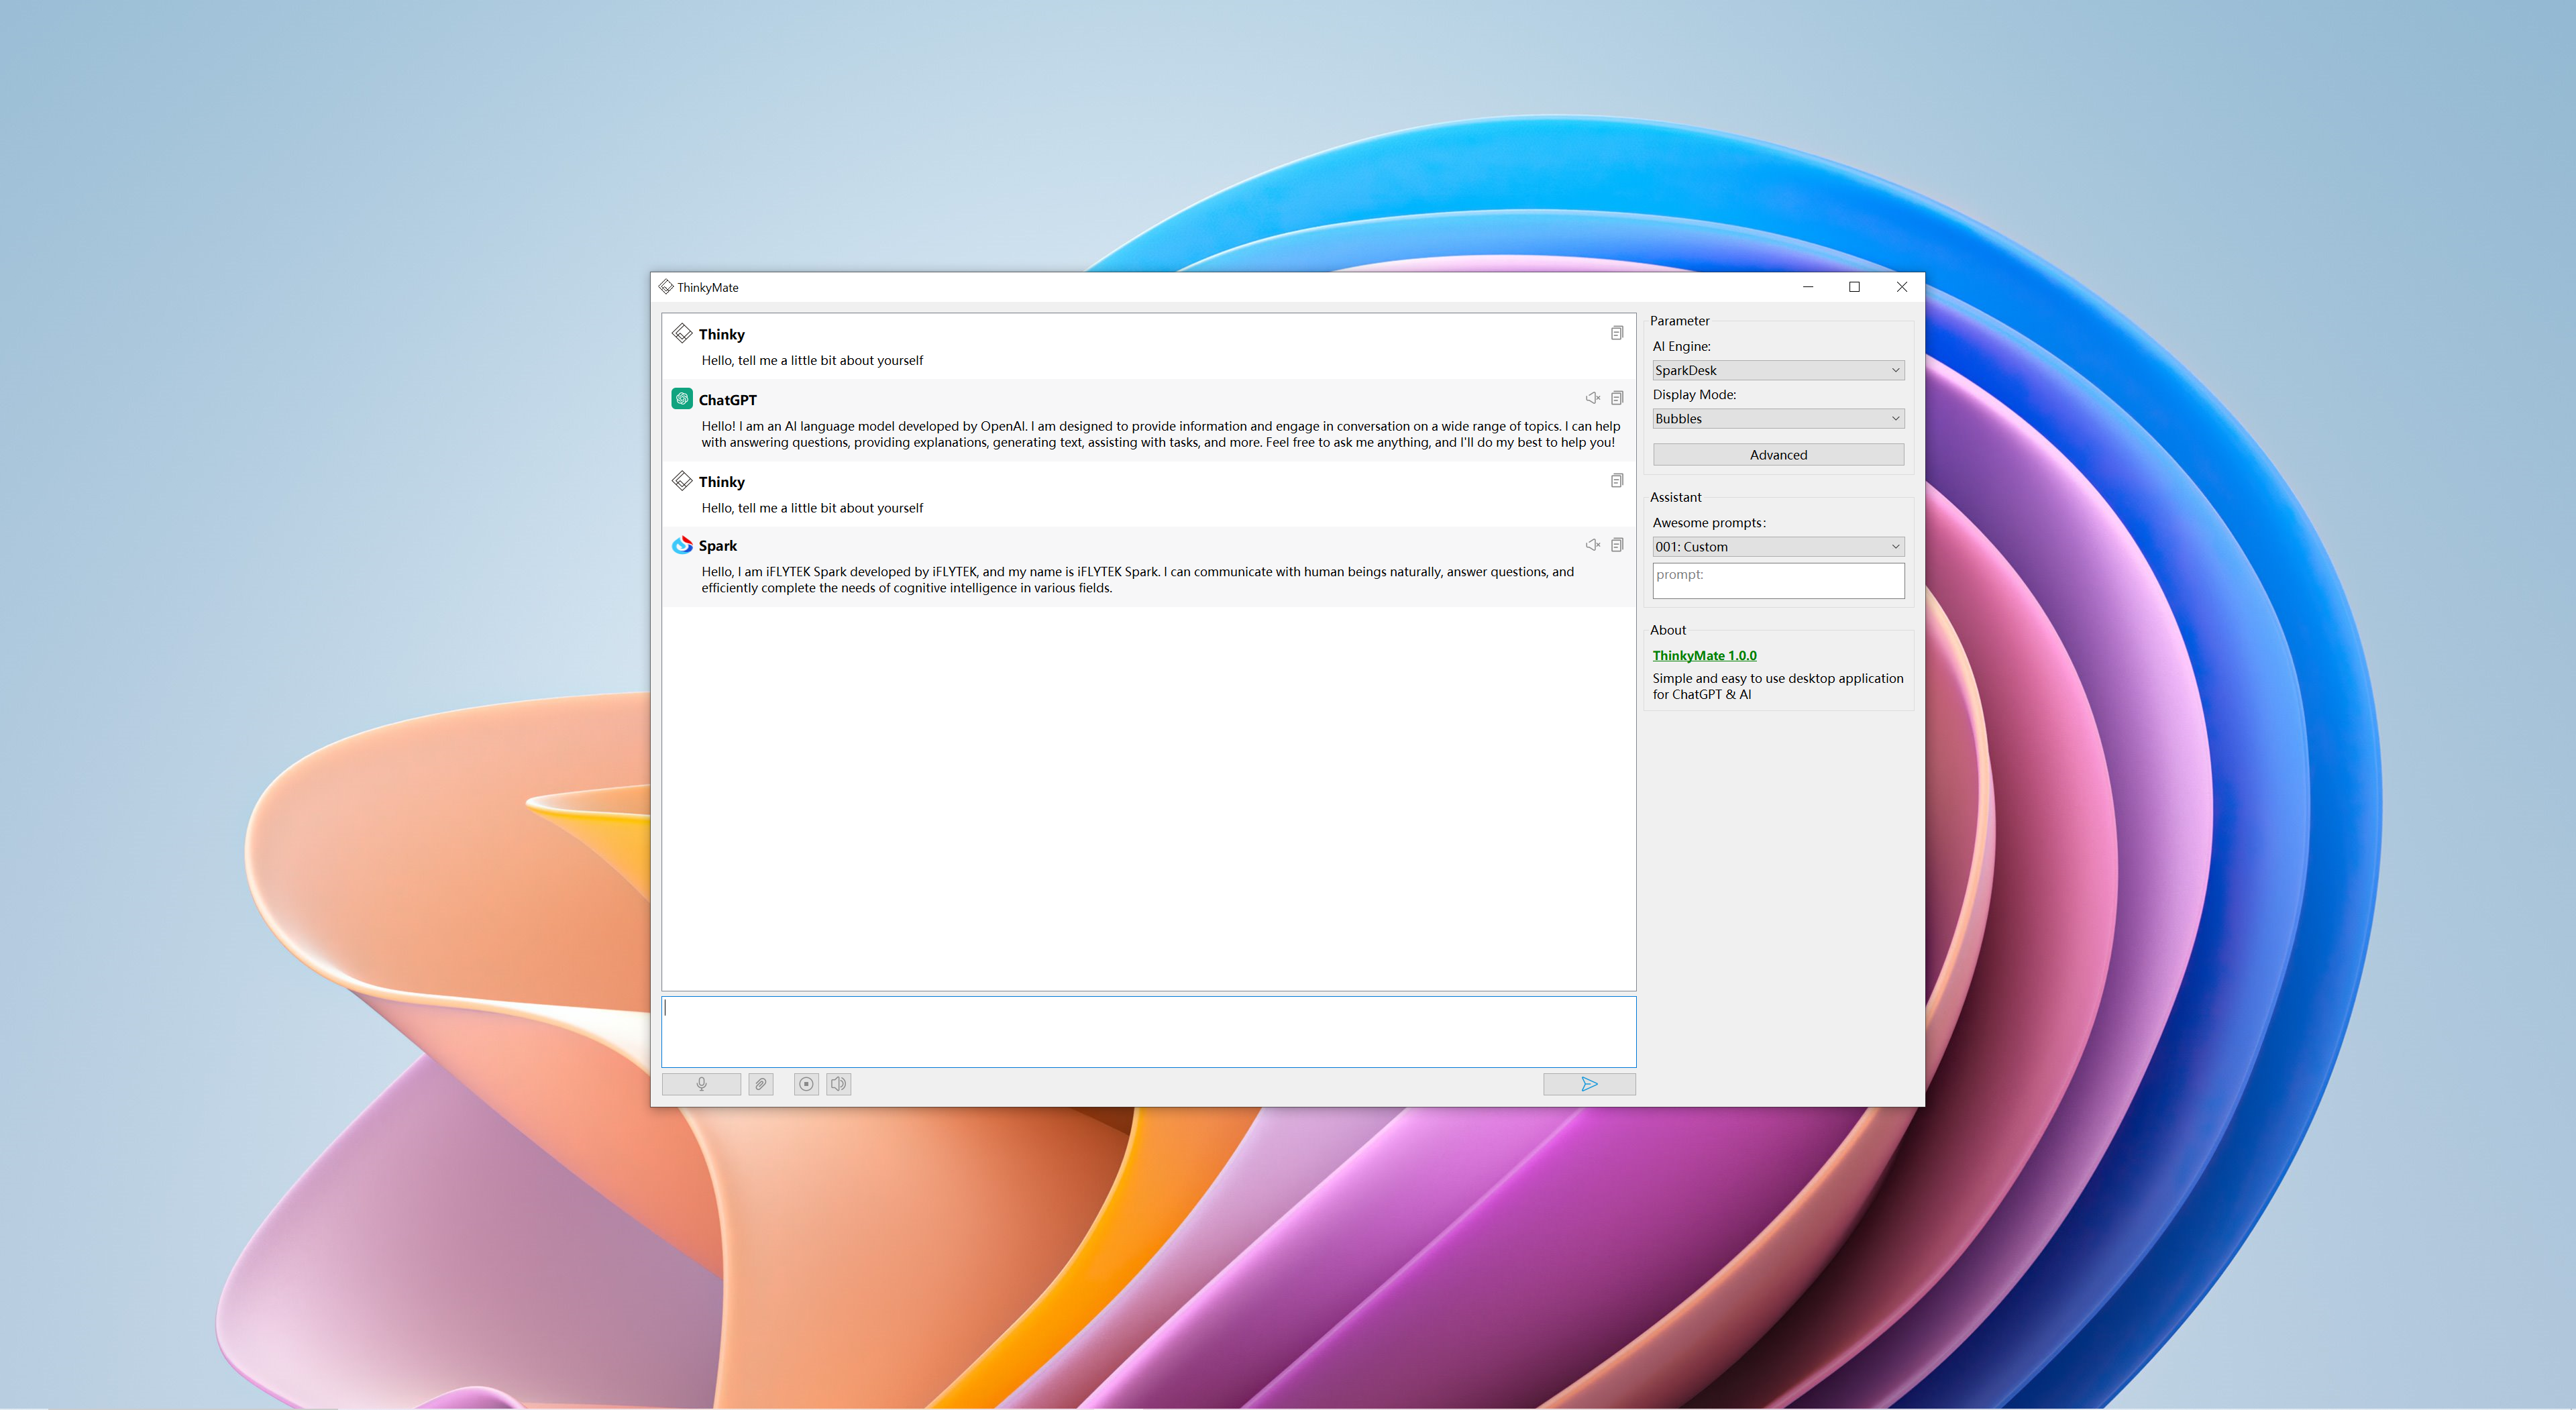 ThinkyMate
Thinky
Hello, tell me a little bit about yourself
ChatGPT
Hello! I am an AI language model developed by OpenAI. I am designed to provide information and engage in conversation on a wide range of topics. I can help
with answering questions, providing explanations, generating text, assisting with tasks, and more. Feel free to ask me anything, and I'll do my best to help you!
Thinky
Hello, tell me a little bit about yourself
Spark
Hello, I am iFLYTEK Spark developed by iFLYTEK, and my name is iFLYTEK Spark. I can communicate with human beings naturally, answer questions, and
efficiently complete the needs of cognitive intelligence in various fields.
Parameter
AI Engine:
SparkDesk
Display Mode:
Bubbles
Advanced
Assistant
Awesome prompts:
001: Custom
prompt:
About
ThinkyMate 1.0.0
Simple and easy to use desktop application
for ChatGPT & AI